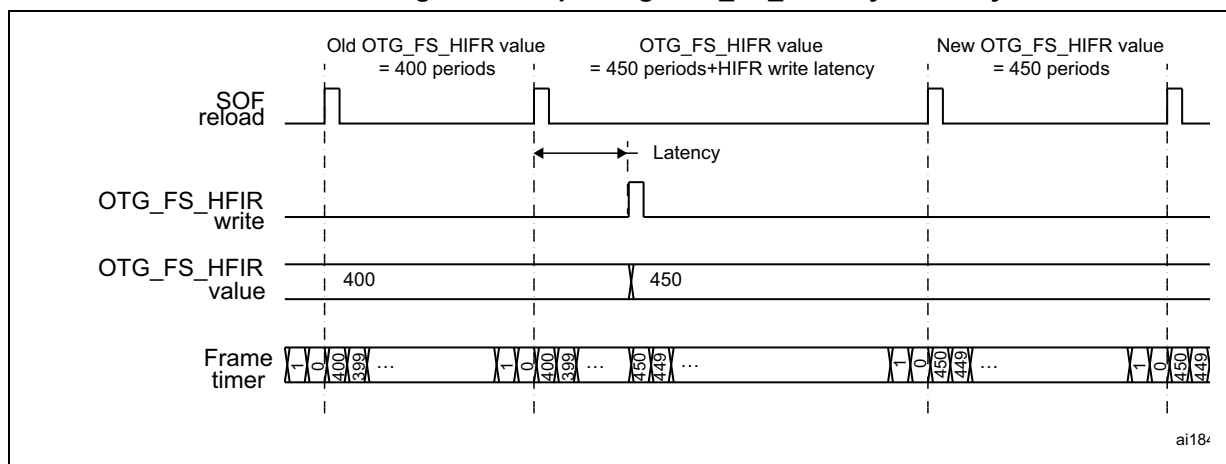 Old OTG_FS_HIFR value
= 400 periods
OTG_FS_HIFR value
= 450 periods+HIFR write latency
New OTG_FS_HIFR value
= 450 periods
SOF
reload
Latency
OTG_FS_HFIR
write
OTG_FS_HFIR
value
400
450
Frame
timer
1 0 400 399 ... 1 0 400 399 ... 450 449 ... 1 0 450 449 ... 1 0 450 449
ai184